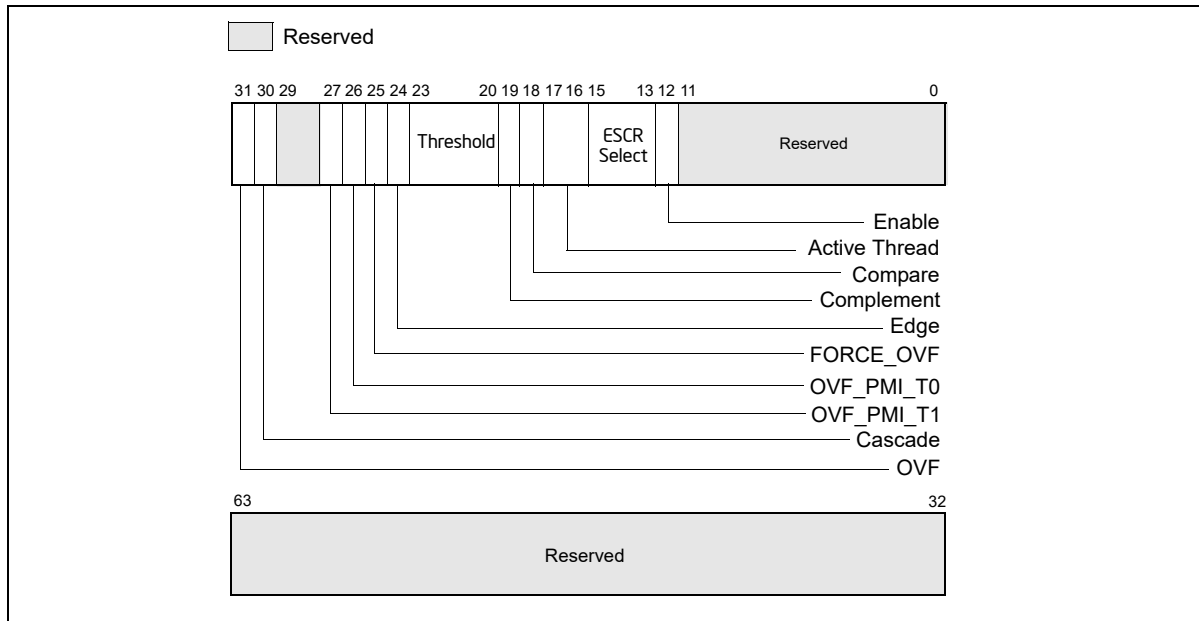 Reserved
31 30 29 27 26 25 24 23 20 19 18 17 16 15 13 12 11 0
Threshold
ESCR
Select
Reserved
Enable
Active Thread
Compare
Complement
Edge
FORCE_OVF
OVF_PMI_T0
OVF_PMI_T1
Cascade
OVF
63 32
Reserved